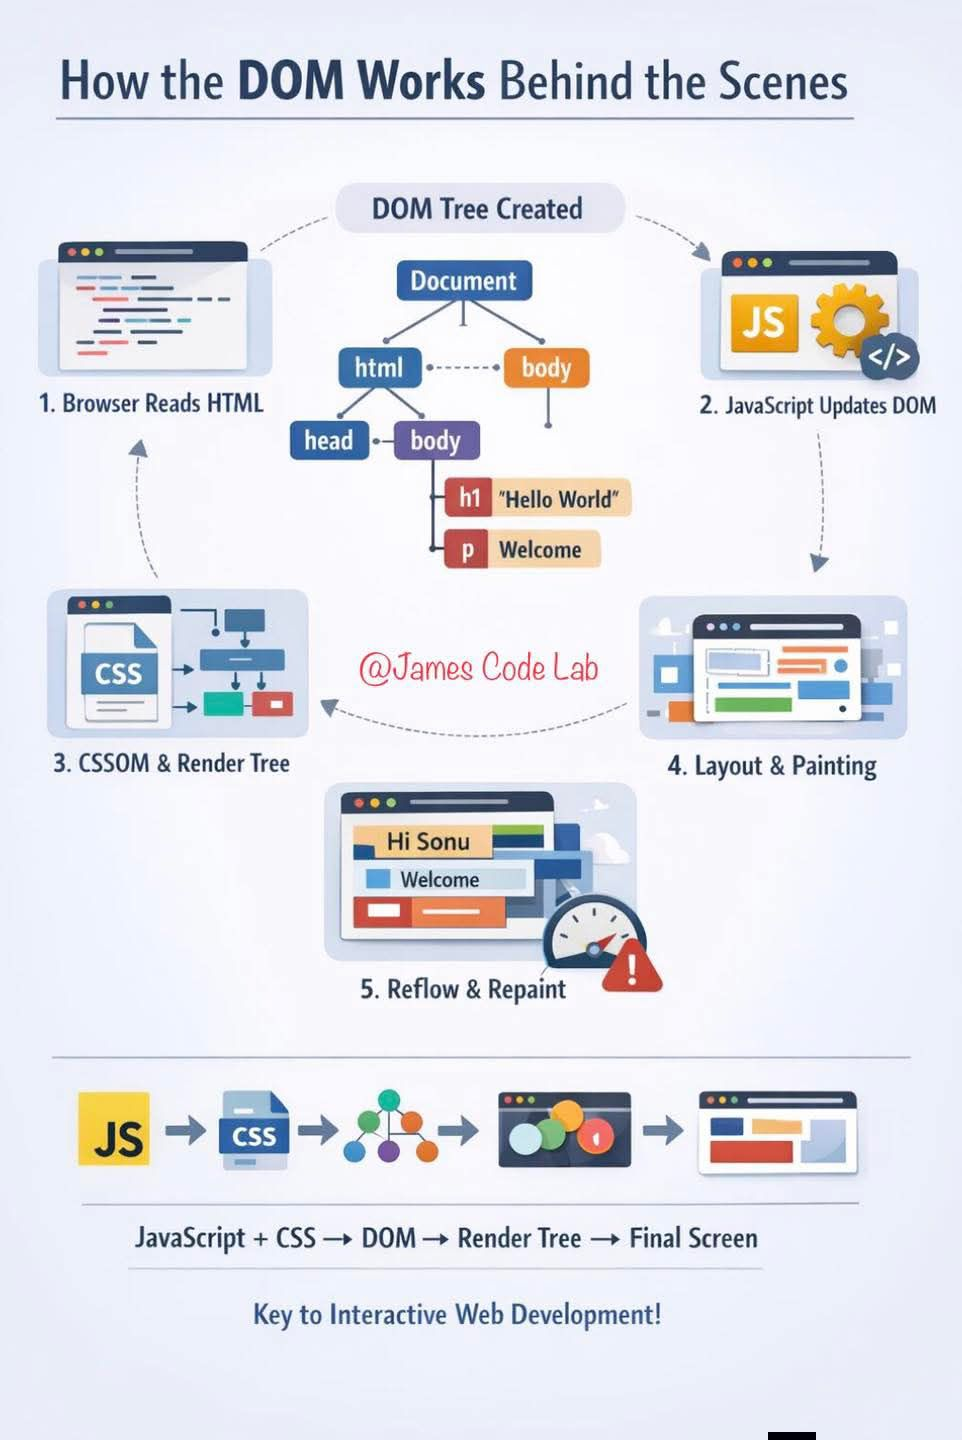 How the DOM Works Behind the Scenes
DOM Tree Created
Document
html
body
head
body
h1 "Hello World"
p Welcome
1. Browser Reads HTML
JS
</>
2. JavaScript Updates DOM
CSS
3. CSSOM & Render Tree
@James Code Lab
4. Layout & Painting
Hi Sonu
Welcome
!
5. Reflow & Repaint
JS
CSS
JavaScript + CSS → DOM → Render Tree → Final Screen
Key to Interactive Web Development!